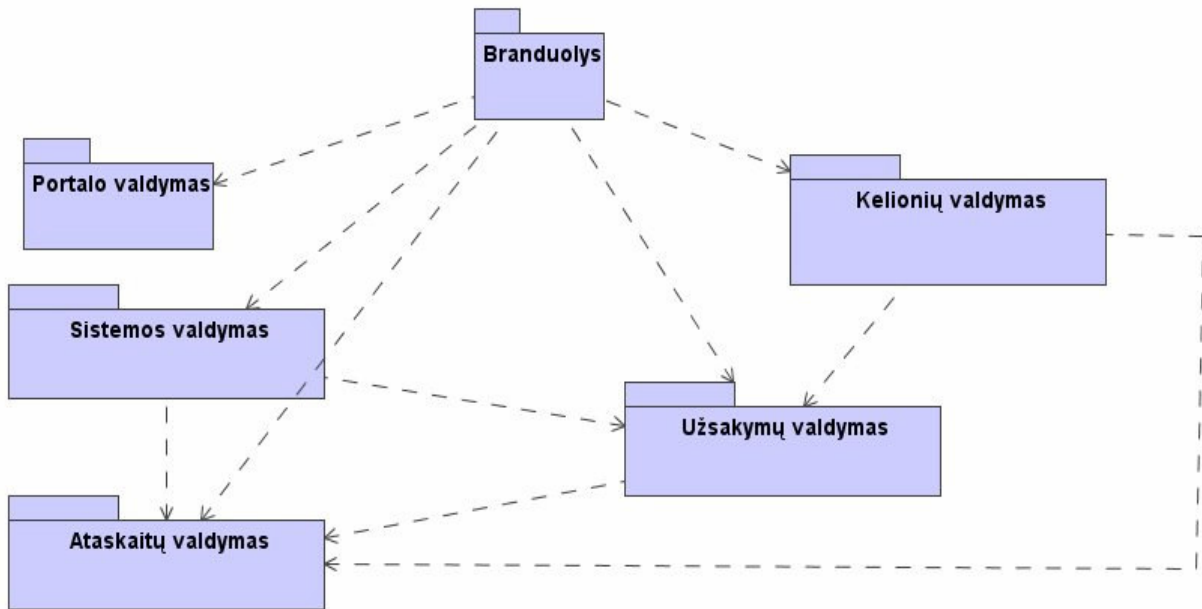 Branduolys
Portalo valdymas
Kelionių valdymas
Sistemos valdymas
Užsakymų valdymas
Ataskaitų valdymas